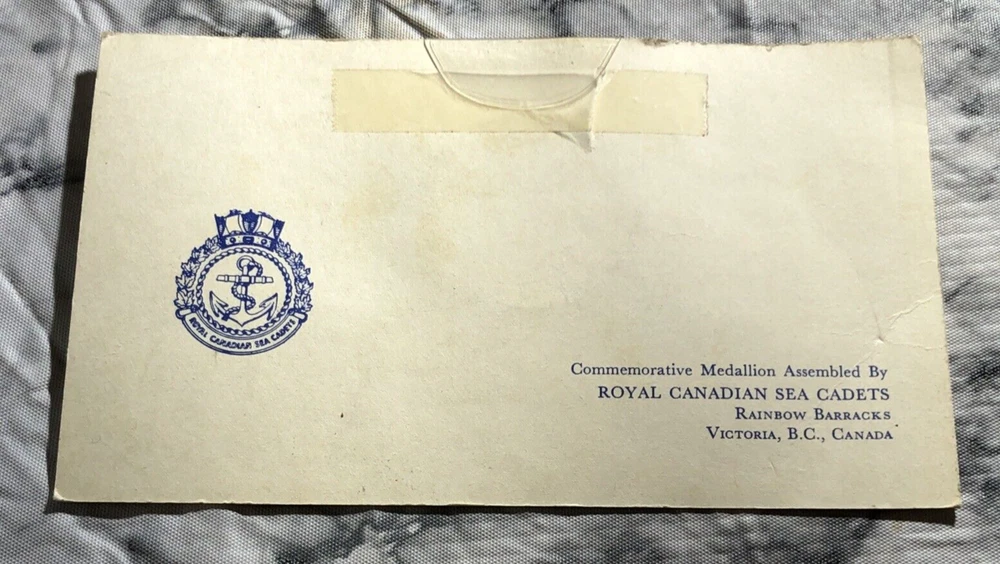 ROYAL CANADIAN SEA CADETS
Commemorative Medallion Assembled By
ROYAL CANADIAN SEA CADETS
RAINBOW BARRACKS
VICTORIA, B.C., CANADA